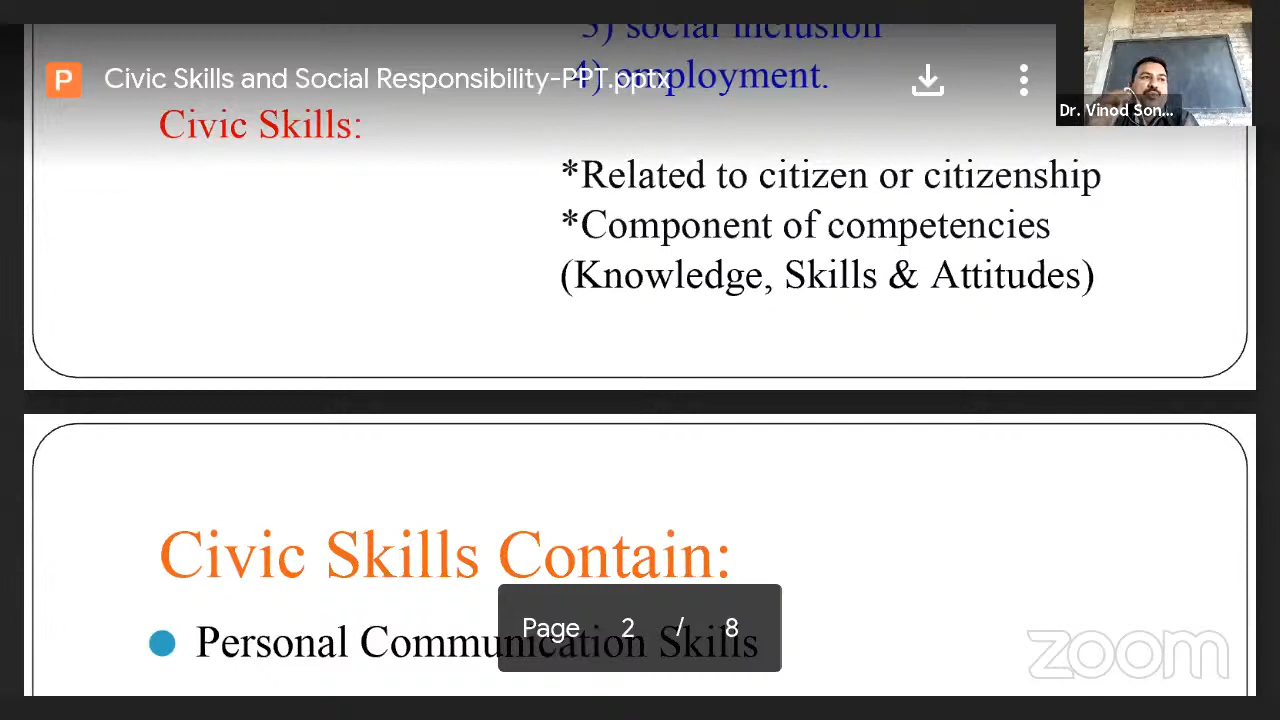 3) social inclusion
P Civic Skills and Social Responsibility-PPT.pptx
4) employment.
Dr. Vinod Son...
Civic Skills:
*Related to citizen or citizenship
*Component of competencies
(Knowledge, Skills & Attitudes)
Civic Skills Contain:
Page 2 / 8
Personal Communication Skills
zoom